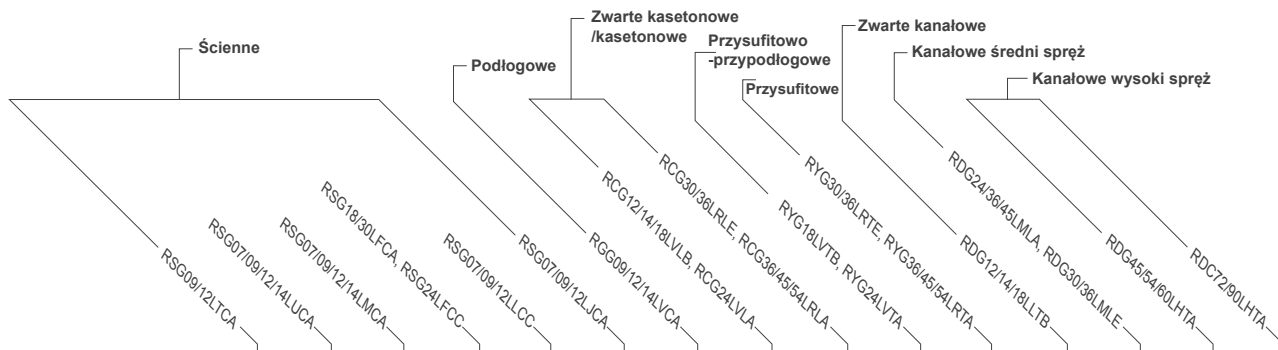 Ścienne
Podłogowe
Zwarte kasetonowe
/kasetonowe
Przysufitowo
-przypodłogowe
Przysufitowe
Zwarte kanałowe
Kanałowe średni spręż
Kanałowe wysoki spręż
RSG09/12LTCA
RSG07/09/12/14LUCA
RSG07/09/12/14LMCA
RSG18/30LFCA, RSG24LFCC
RSG07/09/12LLCC
RSG07/09/12LJCA
RGG09/12/14LVCA
RCG12/14/18LVLB, RCG24LVLA
RCG30/36LRLE, RCG36/45/54LRLA
RYG18LVTB, RYG24LVTA
RYG30/36LRTE, RYG36/45/54LRTA
RDG12/14/18LLTB
RDG24/36/45LMLA, RDG30/36LMLE
RDG45/54/60LHTA
RDC72/90LHTA